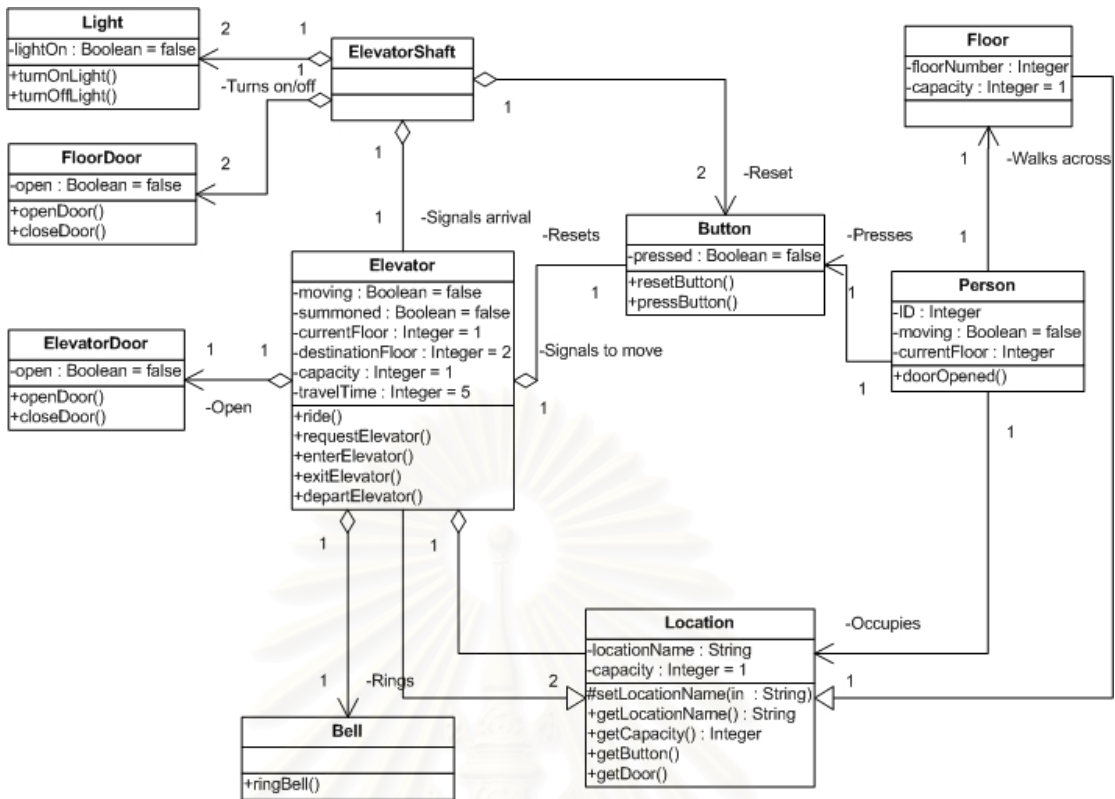 Light
-lightOn : Boolean = false
+turnOnLight()
+turnOffLight()
2
1
1
-Turns on/off
ElevatorShaft
1
Floor
-floorNumber : Integer
-capacity : Integer = 1
FloorDoor
-open : Boolean = false
+openDoor()
+closeDoor()
2
1
1
-Signals arrival
2
-Reset
1
-Walks across
1
Button
-pressed : Boolean = false
+resetButton()
+pressButton()
-Resets
1
-Signals to move
1
-Presses
1
1
Person
-ID : Integer
-moving : Boolean = false
-currentFloor : Integer
+doorOpened()
1
Elevator
-moving : Boolean = false
-summoned : Boolean = false
-currentFloor : Integer = 1
-destinationFloor : Integer = 2
-capacity : Integer = 1
-travelTime : Integer = 5
+ride()
+requestElevator()
+enterElevator()
+exitElevator()
+departElevator()
ElevatorDoor
-open : Boolean = false
+openDoor()
+closeDoor()
1
1
-Open
1
1
1
-Rings
2
Bell
+ringBell()
Location
-locationName : String
-capacity : Integer = 1
#setLocationName(in : String)
+getLocationName() : String
+getCapacity() : Integer
+getButton()
+getDoor()
-Occupies
1